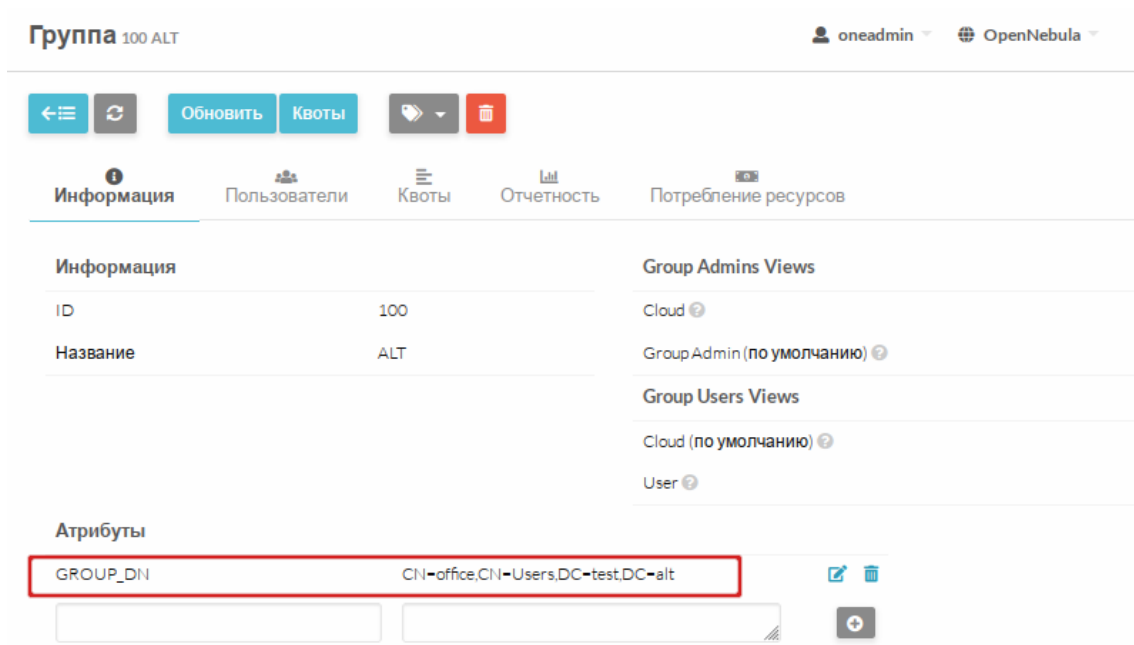 Группа 100 ALT
oneadmin
OpenNebula
Обновить
Квоты
Информация
Пользователи
Квоты
Отчетность
Потребление ресурсов
Информация
ID 100
Название ALT
Group Admins Views
Cloud
Group Admin (по умолчанию)
Group Users Views
Cloud (по умолчанию)
User
Атрибуты
GROUP_DN CN=office,CN=Users,DC=test,DC=alt